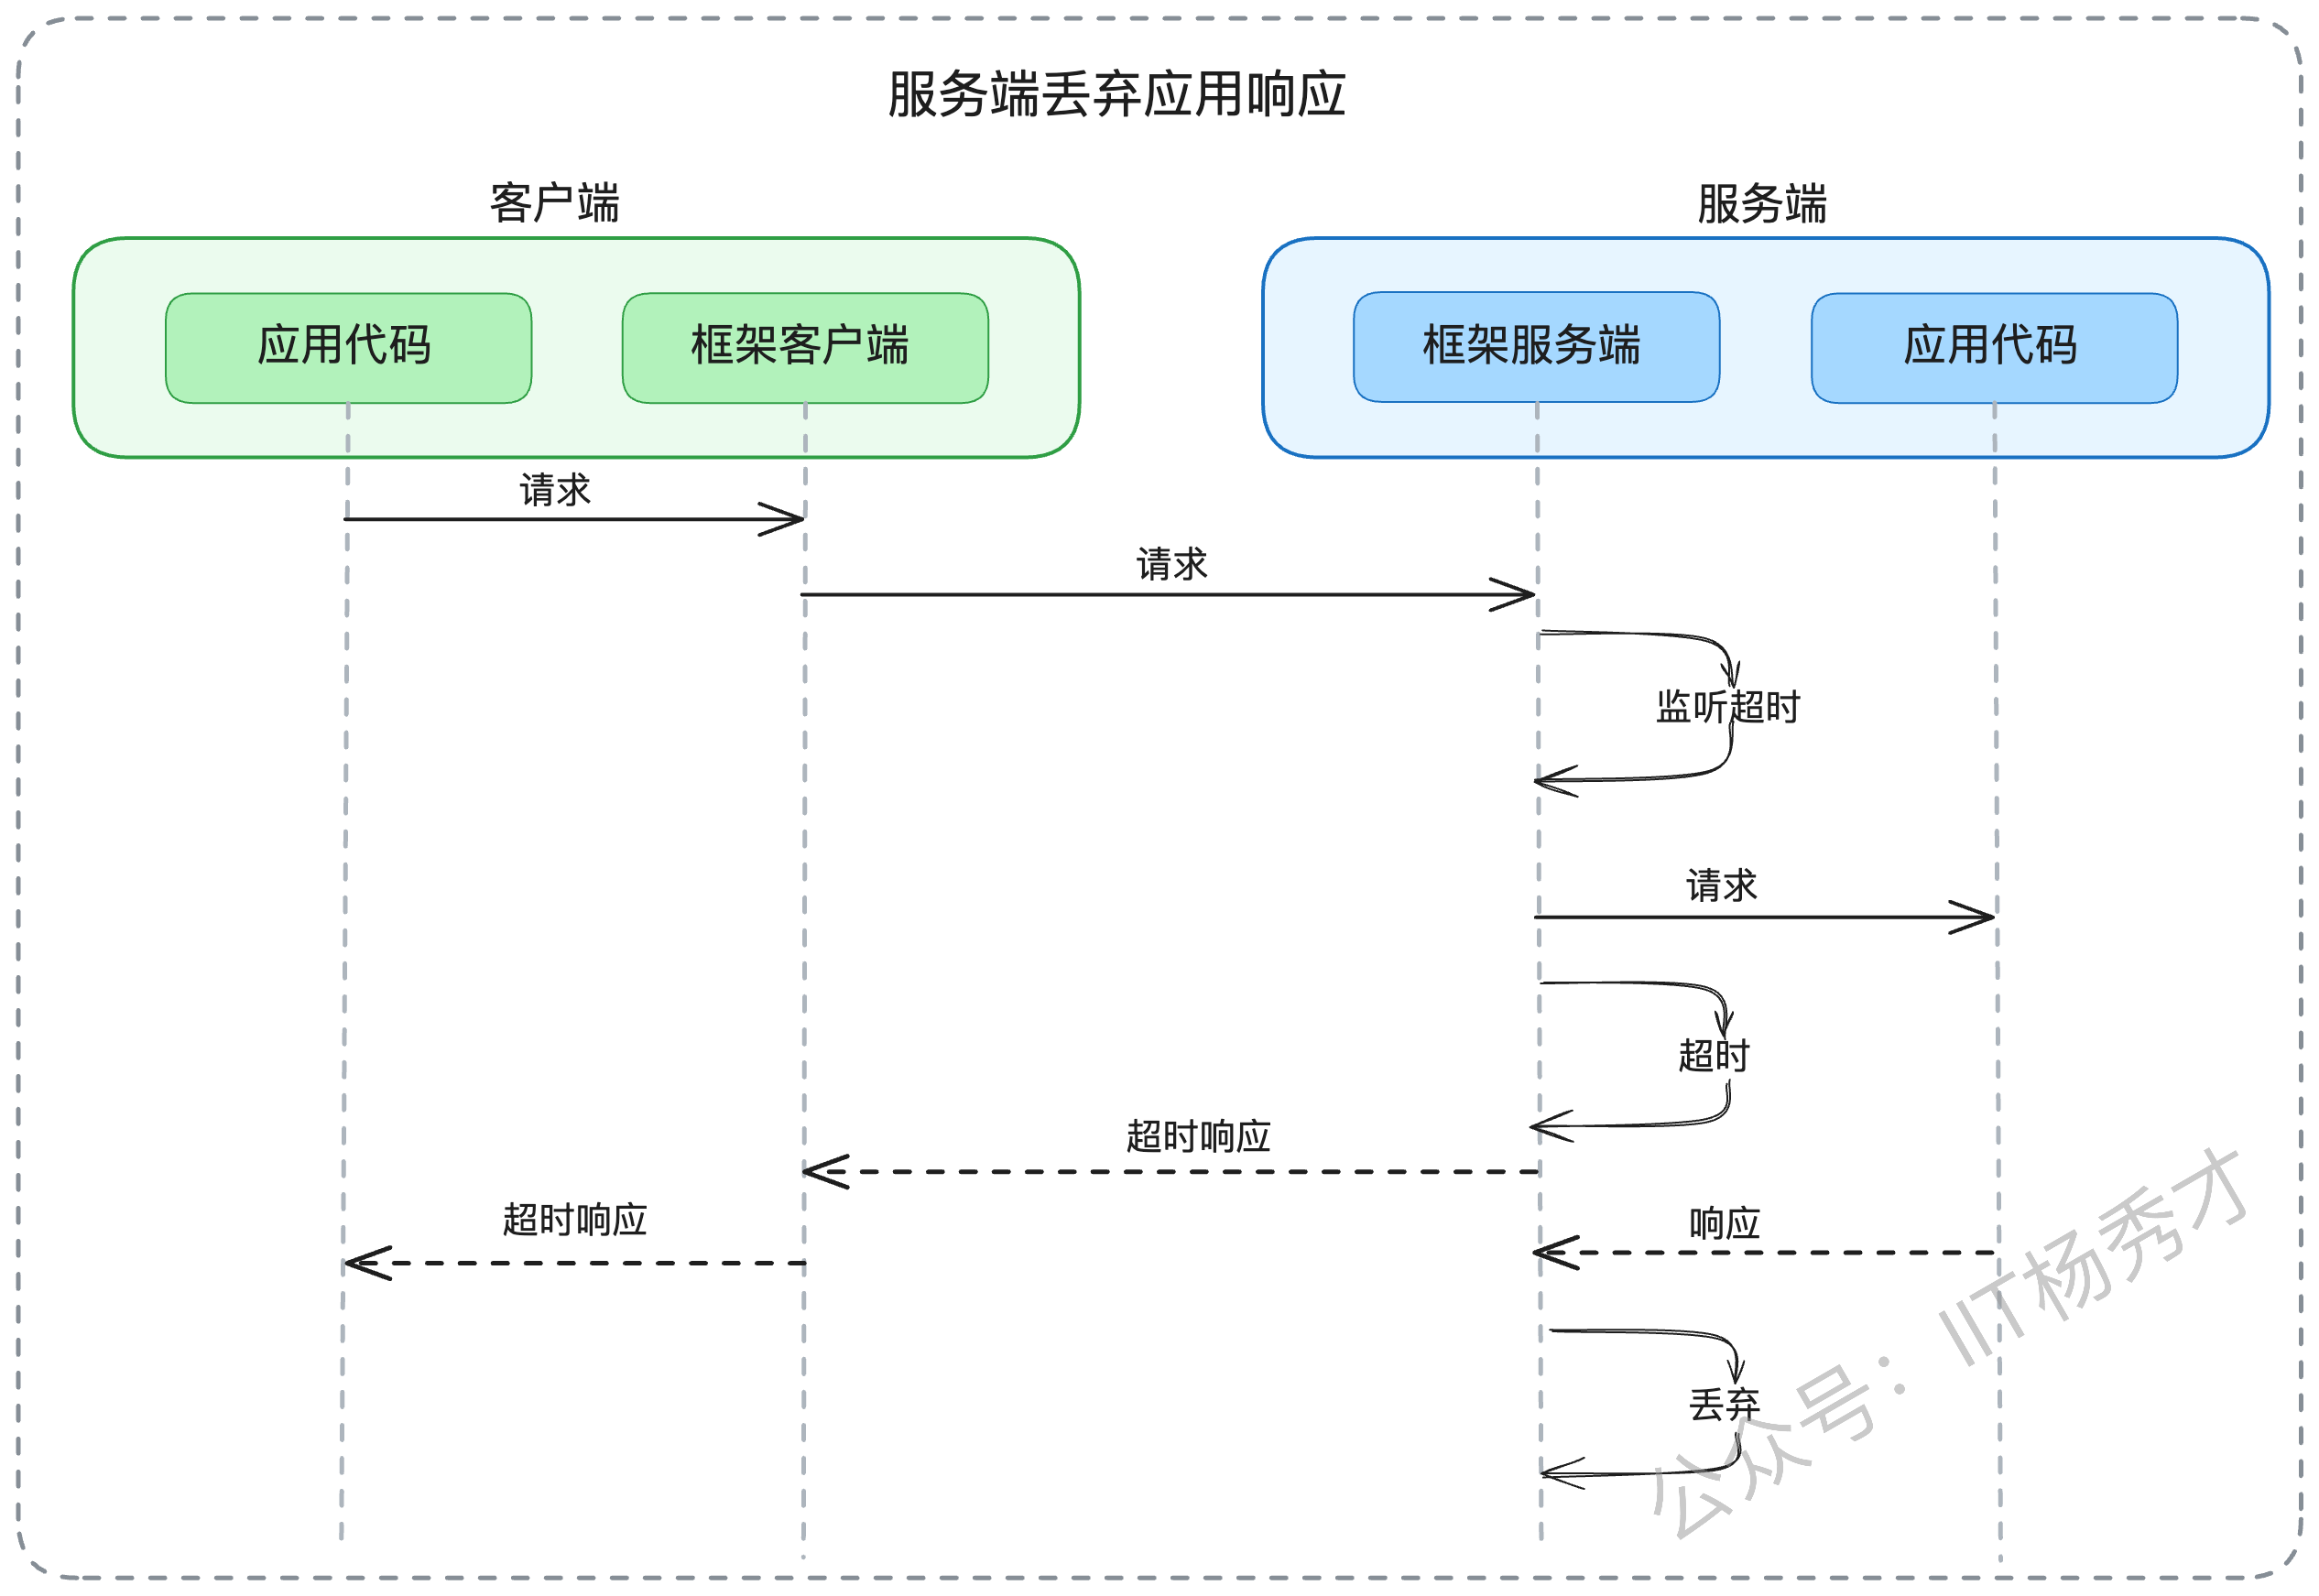 服务端丢弃应用响应
客户端
服务端
应用代码
框架客户端
框架服务端
应用代码
请求
请求
监听超时
请求
超时
超时响应
超时响应
响应
丢弃
公众号：IIT杨秀才